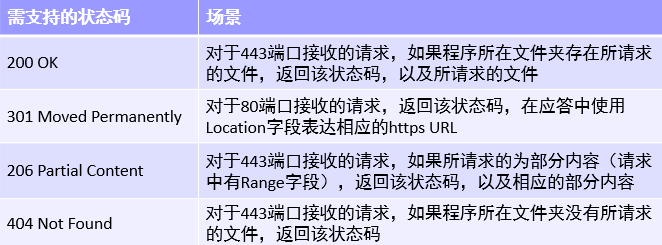 需支持的状态码 场景
200 OK
对于443端口接收的请求，如果程序所在文件夹存在所请求
的文件，返回该状态码，以及所请求的文件
301 Moved Permanently
对于80端口接收的请求，返回该状态码，在应答中使用
Location字段表达相应的https URL
206 Partial Content
对于443端口接收的请求，如果所请求的为部分内容（请求
中有Range字段），返回该状态码，以及相应的部分内容
404 Not Found
对于443端口接收的请求，如果程序所在文件夹没有所请求
的文件，返回该状态码